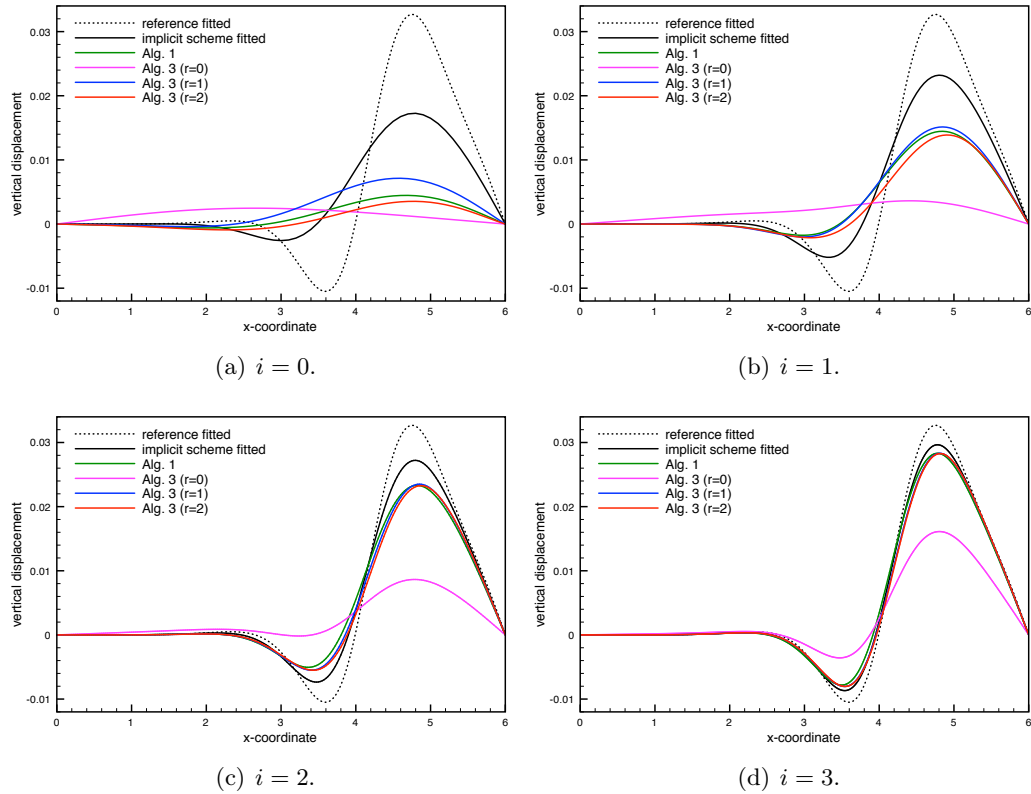 reference fitted
implicit scheme fitted
Alg. 1
Alg. 3 (r=0)
Alg. 3 (r=1)
Alg. 3 (r=2)
vertical displacement
0.03
0.02
0.01
0
-0.01
0 1 2 3 4 5 6
x-coordinate
(a) i = 0.
reference fitted
implicit scheme fitted
Alg. 1
Alg. 3 (r=0)
Alg. 3 (r=1)
Alg. 3 (r=2)
vertical displacement
0.03
0.02
0.01
0
-0.01
0 1 2 3 4 5 6
x-coordinate
(b) i = 1.
reference fitted
implicit scheme fitted
Alg. 1
Alg. 3 (r=0)
Alg. 3 (r=1)
Alg. 3 (r=2)
vertical displacement
0.03
0.02
0.01
0
-0.01
0 1 2 3 4 5 6
x-coordinate
(c) i = 2.
reference fitted
implicit scheme fitted
Alg. 1
Alg. 3 (r=0)
Alg. 3 (r=1)
Alg. 3 (r=2)
vertical displacement
0.03
0.02
0.01
0
-0.01
0 1 2 3 4 5 6
x-coordinate
(d) i = 3.